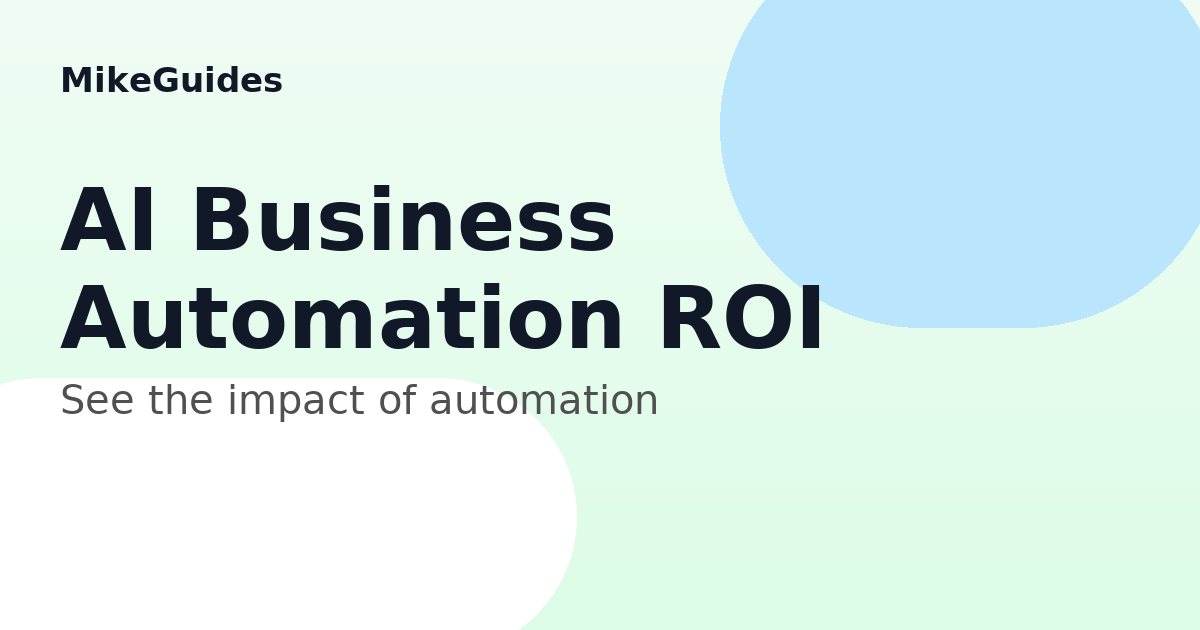 MikeGuides
AI Business
Automation ROI
See the impact of automation